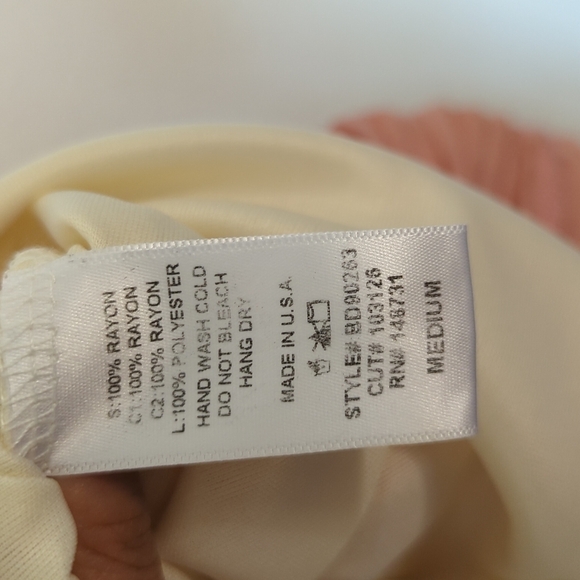 S:100% RAYON
C1:100% RAYON
C2:100% RAYON
L:100% POLYESTER
HAND WASH COLD
DO NOT BLEACH
HANG DRY
MADE IN U.S.A.
STYLE# BD90263
CUT# 103126
RN# 148731
MEDIUM